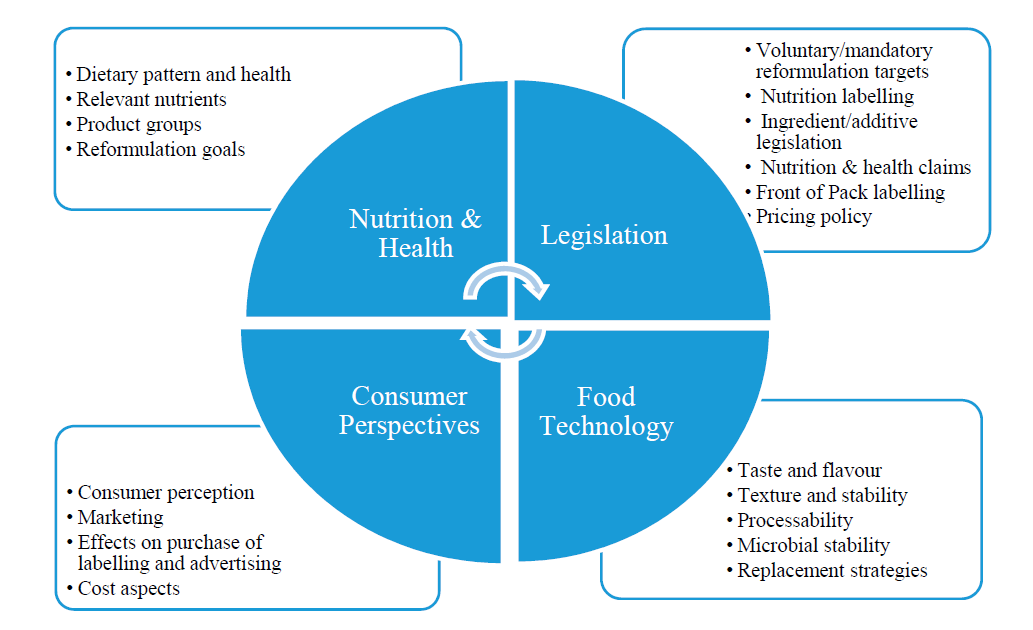 • Dietary pattern and health
• Relevant nutrients
• Product groups
• Reformulation goals
• Voluntary/mandatory
reformulation targets
• Nutrition labelling
• Ingredient/additive
legislation
• Nutrition & health claims
• Front of Pack labelling
• Pricing policy
Nutrition &
Health
Legislation
Consumer
Perspectives
Food
Technology
• Consumer perception
• Marketing
• Effects on purchase of
labelling and advertising
• Cost aspects
• Taste and flavour
• Texture and stability
• Processability
• Microbial stability
• Replacement strategies